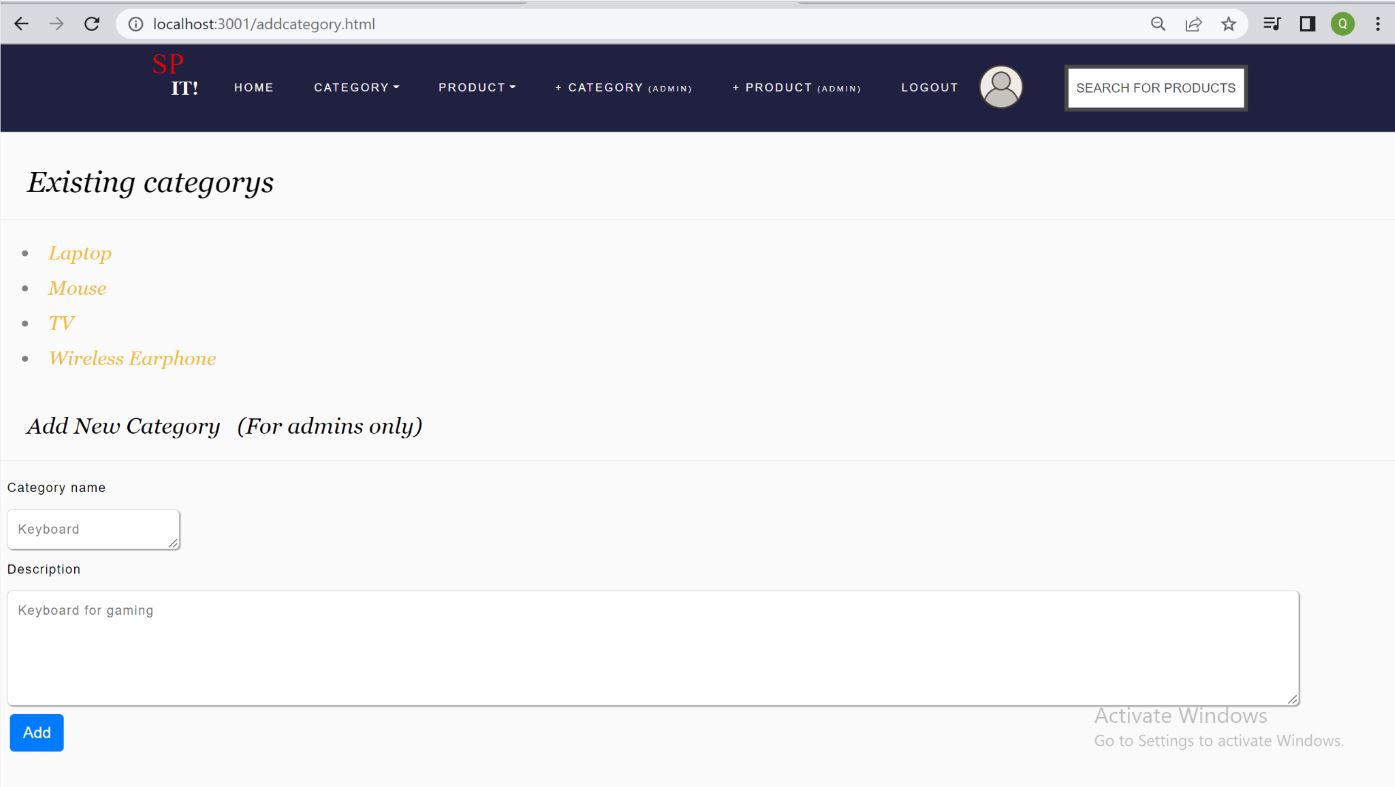 localhost:3001/addcategory.html
Q
SP
IT!
HOME CATEGORY PRODUCT + CATEGORY (ADMIN) + PRODUCT (ADMIN) LOGOUT SEARCH FOR PRODUCTS
Existing categorys
Laptop
Mouse
TV
Wireless Earphone
Add New Category (For admins only)
Category name
Keyboard
Description
Keyboard for gaming
Add
Activate Windows
Go to Settings to activate Windows.